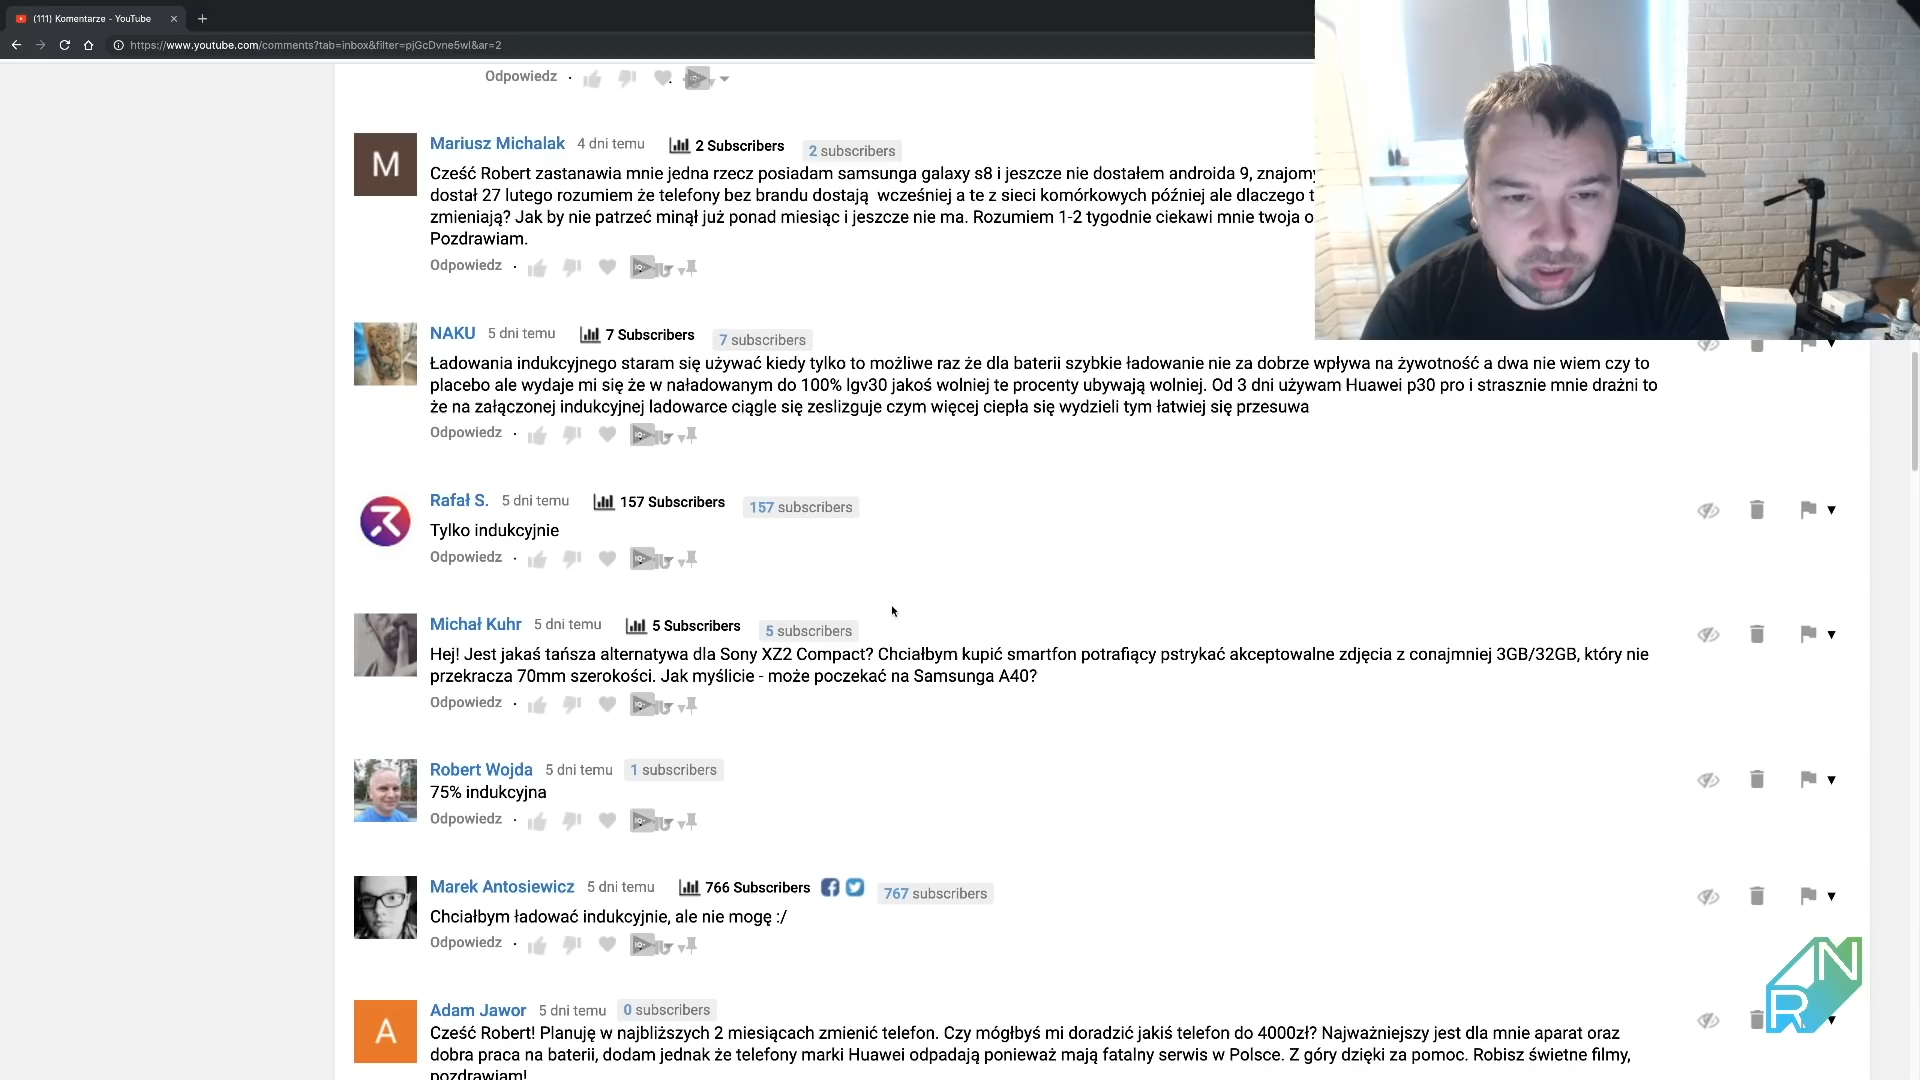 (111) Komentarze - YouTube
https://www.youtube.com/comments?tab=inbox&filter=pjGcDvne5wI&ar=2
Odpowiedz
M
Mariusz Michalak 4 dni temu 2 Subscribers 2 subscribers
Cześć Robert zastanawia mnie jedna rzecz posiadam samsunga galaxy s8 i jeszcze nie dostałem androida 9, znajomy
dostał 27 lutego rozumiem że telefony bez brandu dostają wcześniej a te z sieci komórkowych później ale dlaczego t
zmieniają? Jak by nie patrzeć minął już ponad miesiąc i jeszcze nie ma. Rozumiem 1-2 tygodnie ciekawi mnie twoja o
Pozdrawiam.
Odpowiedz
NAKU 5 dni temu 7 Subscribers 7 subscribers
Ładowania indukcyjnego staram się używać kiedy tylko to możliwe raz że dla baterii szybkie ładowanie nie za dobrze wpływa na żywotność a dwa nie wiem czy to
placebo ale wydaje mi się że w naładowanym do 100% lgv30 jakoś wolniej te procenty ubywają wolniej. Od 3 dni używam Huawei p30 pro i strasznie mnie drażni to
że na załączonej indukcyjnej ladowarce ciągle się zeslizguje czym więcej ciepła się wydzieli tym łatwiej się przesuwa
Odpowiedz
Rafał S. 5 dni temu 157 Subscribers 157 subscribers
Tylko indukcyjnie
Odpowiedz
Michał Kuhr 5 dni temu 5 Subscribers 5 subscribers
Hej! Jest jakaś tańsza alternatywa dla Sony XZ2 Compact? Chciałbym kupić smartfon potrafiący pstrykać akceptowalne zdjęcia z conajmniej 3GB/32GB, który nie
przekracza 70mm szerokości. Jak myślicie - może poczekać na Samsunga A40?
Odpowiedz
Robert Wojda 5 dni temu 1 subscribers
75% indukcyjna
Odpowiedz
Marek Antosiewicz 5 dni temu 766 Subscribers 767 subscribers
Chciałbym ładować indukcyjnie, ale nie mogę :/
Odpowiedz
A
Adam Jawor 5 dni temu 0 subscribers
Cześć Robert! Planuję w najbliższych 2 miesiącach zmienić telefon. Czy mógłbyś mi doradzić jakiś telefon do 4000zł? Najważniejszy jest dla mnie aparat oraz
dobra praca na baterii, dodam jednak że telefony marki Huawei odpadają ponieważ mają fatalny serwis w Polsce. Z góry dzięki za pomoc. Robisz świetne filmy,
pozdrawiam!
RN